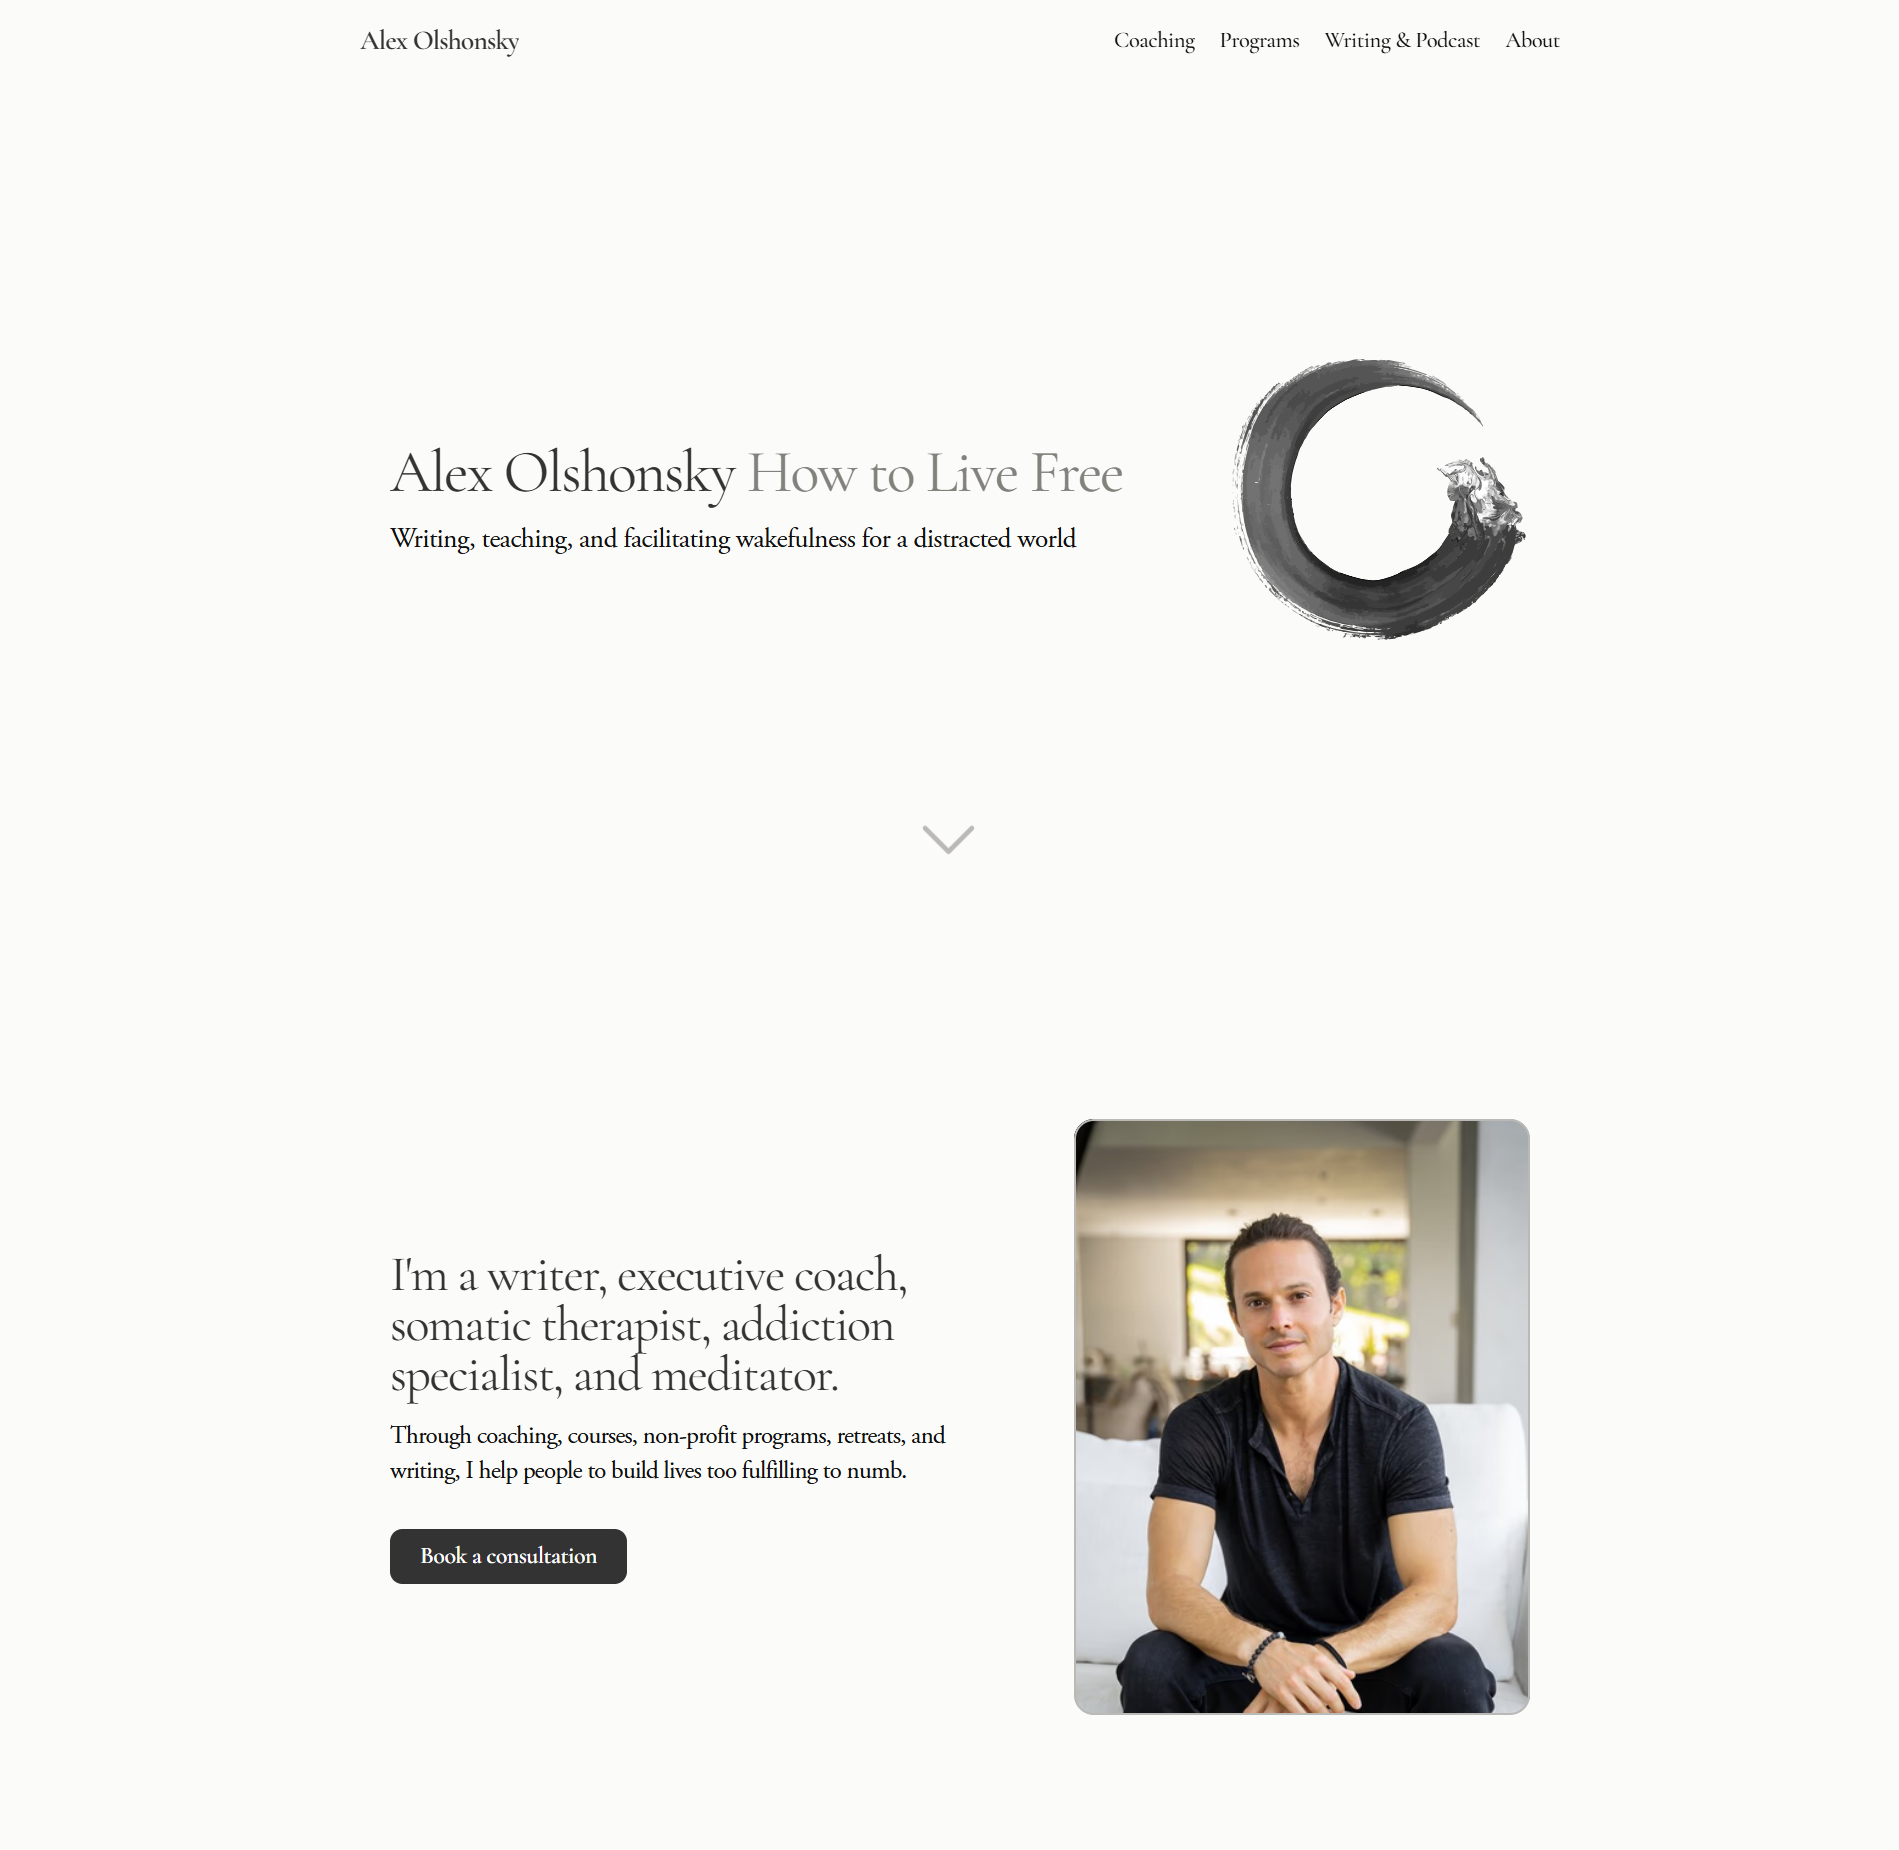 Alex Olshonsky
Coaching Programs Writing & Podcast About
Alex Olshonsky How to Live Free
Writing, teaching, and facilitating wakefulness for a distracted world
I'm a writer, executive coach,
somatic therapist, addiction
specialist, and meditator.
Through coaching, courses, non-profit programs, retreats, and
writing, I help people to build lives too fulfilling to numb.
Book a consultation